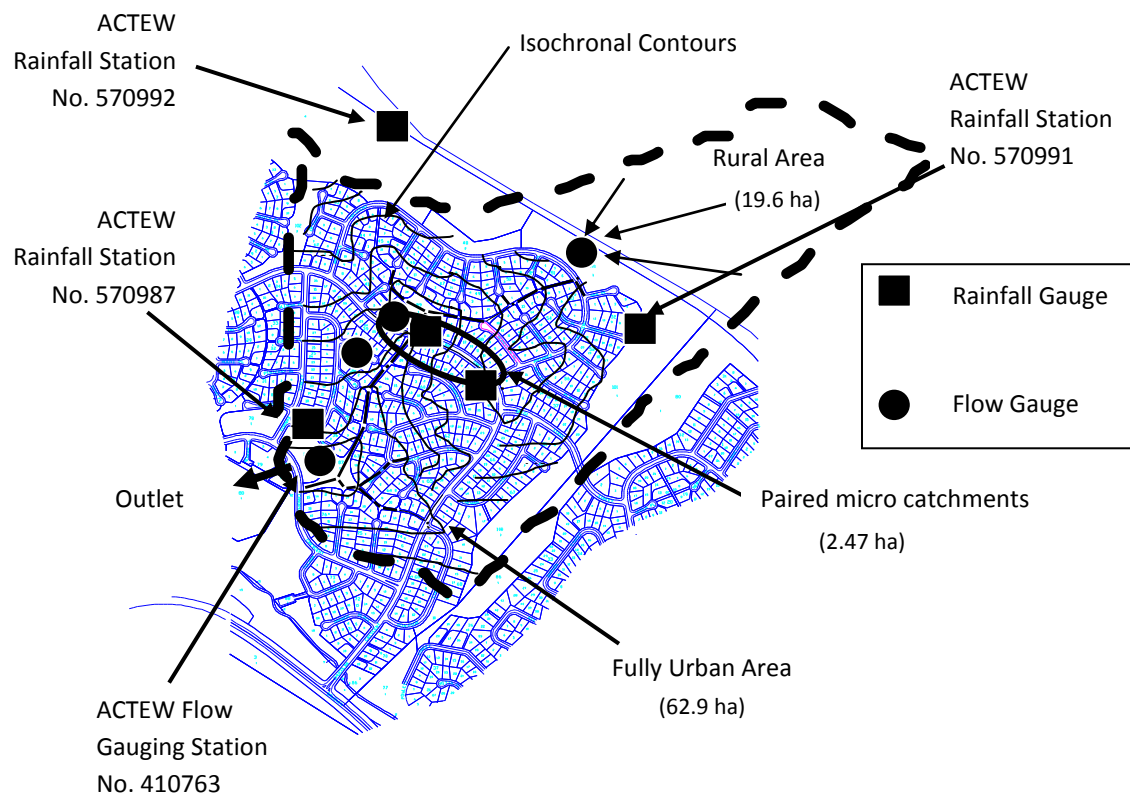 ACTEW
Rainfall Station
No. 570992
Isochronal Contours
ACTEW
Rainfall Station
No. 570991
Rural Area
(19.6 ha)
ACTEW
Rainfall Station
No. 570987
Rainfall Gauge
Flow Gauge
Outlet
Paired micro catchments
(2.47 ha)
Fully Urban Area
(62.9 ha)
ACTEW Flow
Gauging Station
No. 410763